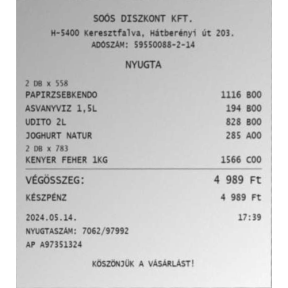 SOÓS DISZKONT KFT.
H-5400 Keresztfalva, Hátberényi út 203.
ADÓSZÁM: 59550088-2-14
NYUGTA
2 DB x 558
PAPIRZSEBKENDO 1116 B00
ASVANYVIZ 1,5L 194 B00
UDITO 2L 828 B00
JOGHURT NATUR 285 A00
2 DB x 783
KENYER FEHER 1KG 1566 C00
VÉGÖSSZEG: 4 989 Ft
KÉSZPÉNZ 4 989 Ft
2024.05.14. 17:39
NYUGTASZÁM: 7062/97992
AP A97351324
KÖSZÖNJÜK A VÁSÁRLÁST!